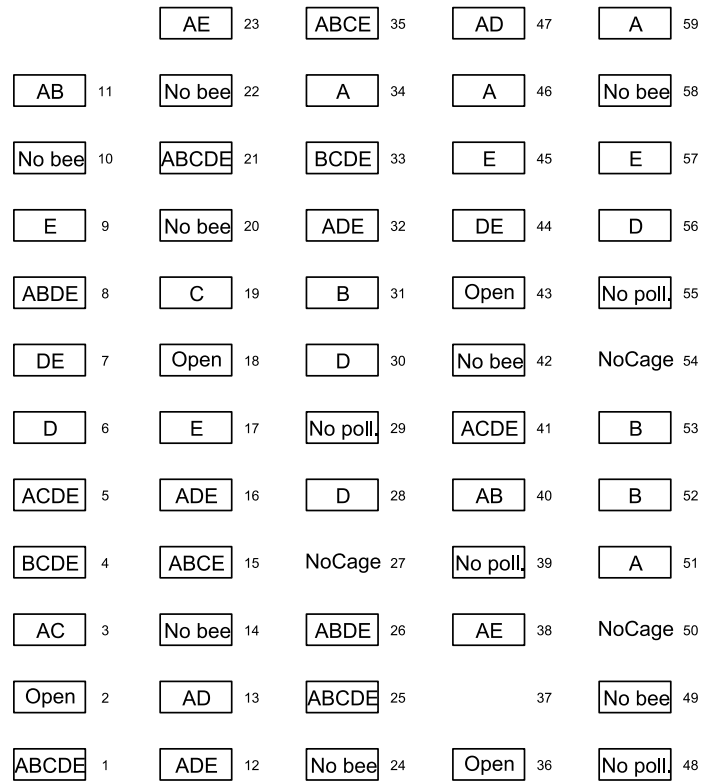 AE 23 ABCE 35 AD 47 A 59
AB 11 No bee 22 A 34 A 46 No bee 58
No bee 10 ABCDE 21 BCDE 33 E 45 E 57
E 9 No bee 20 ADE 32 DE 44 D 56
ABDE 8 C 19 B 31 Open 43 No poll. 55
DE 7 Open 18 D 30 No bee 42 NoCage 54
D 6 E 17 No poll. 29 ACDE 41 B 53
ACDE 5 ADE 16 D 28 AB 40 B 52
BCDE 4 ABCE 15 NoCage 27 No poll. 39 A 51
AC 3 No bee 14 ABDE 26 AE 38 NoCage 50
Open 2 AD 13 ABCDE 25 37 No bee 49
ABCDE 1 ADE 12 No bee 24 Open 36 No poll. 48